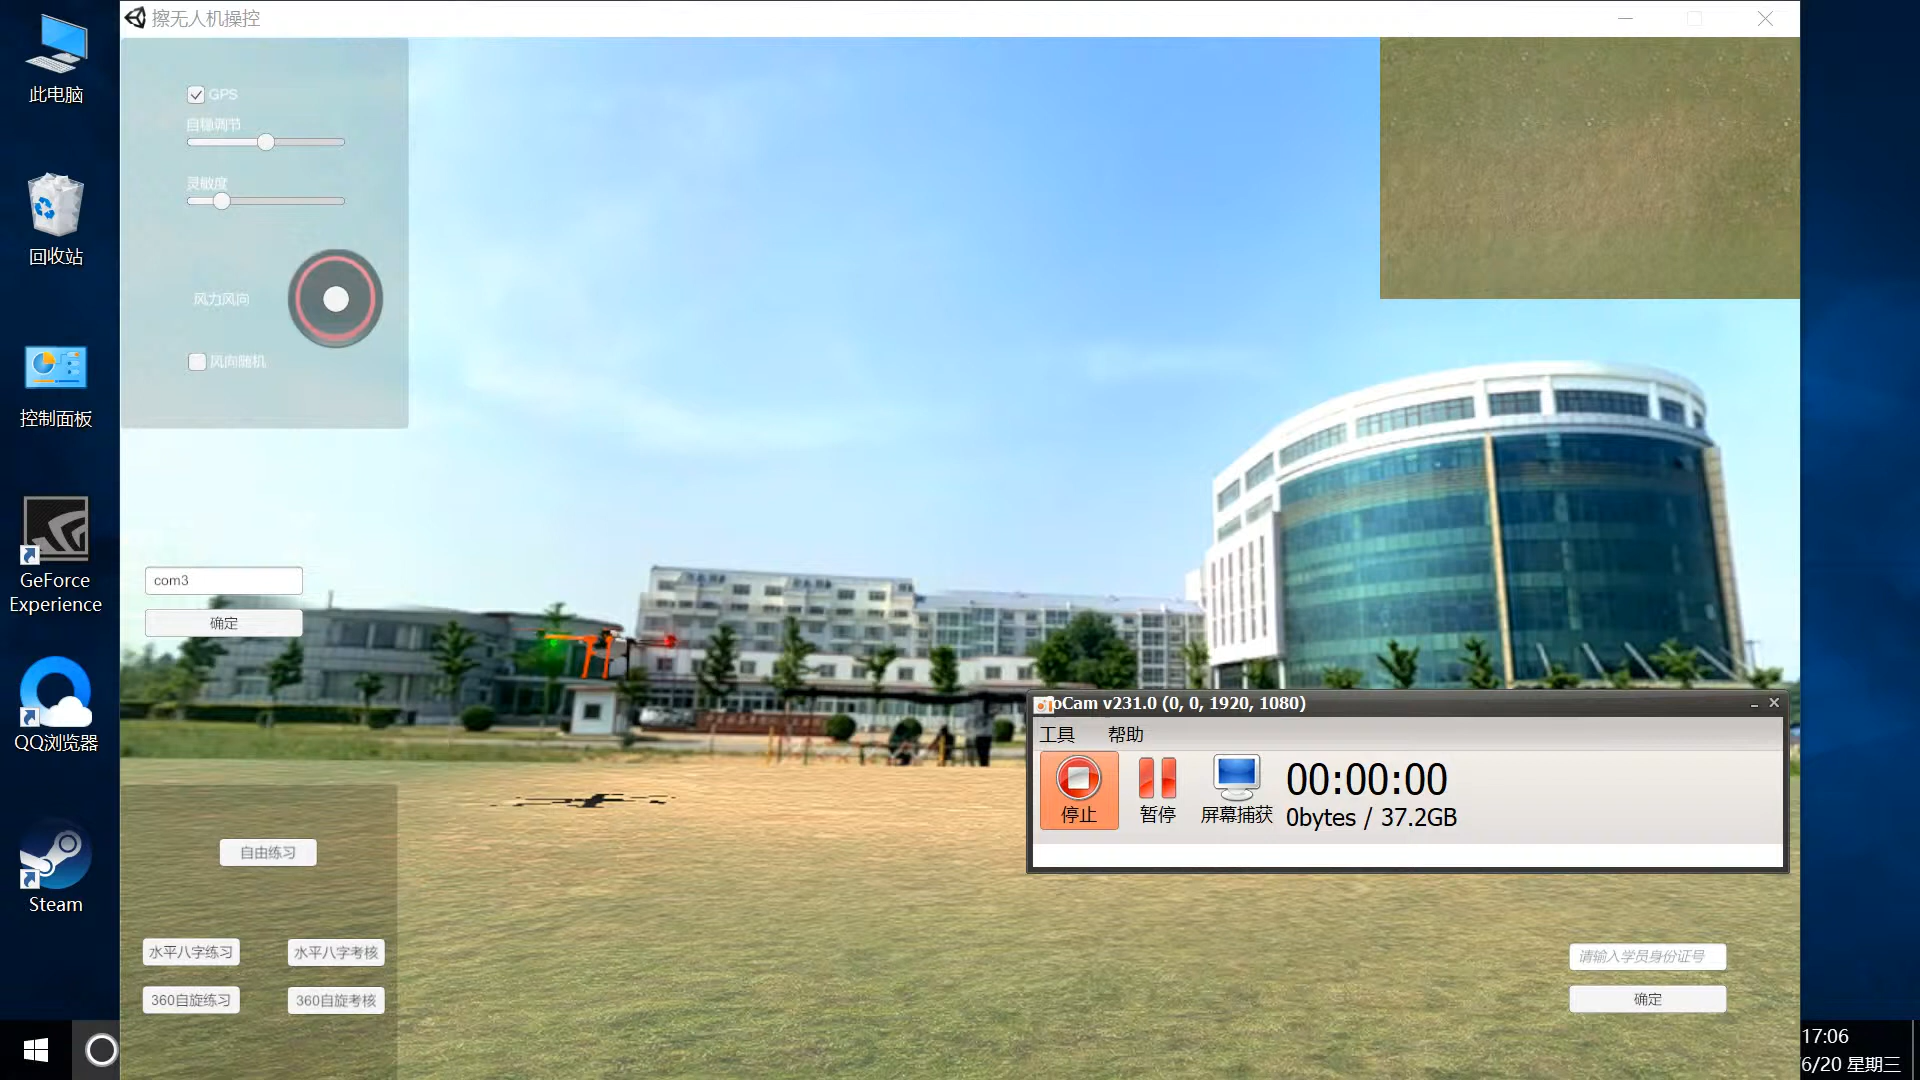 此电脑
回收站
控制面板
GeForce
Experience
QQ浏览器
Steam
擦无人机操控
GPS
自稳调节
灵敏度
风力风向
风向随机
com3
确定
自由练习
水平八字练习
水平八字考核
360自旋练习
360自旋考核
oCam v231.0 (0, 0, 1920, 1080)
工具
帮助
停止
暂停
屏幕捕获
00:00:00
0bytes / 37.2GB
请输入学员身份证号
确定
17:06
6/20 星期三